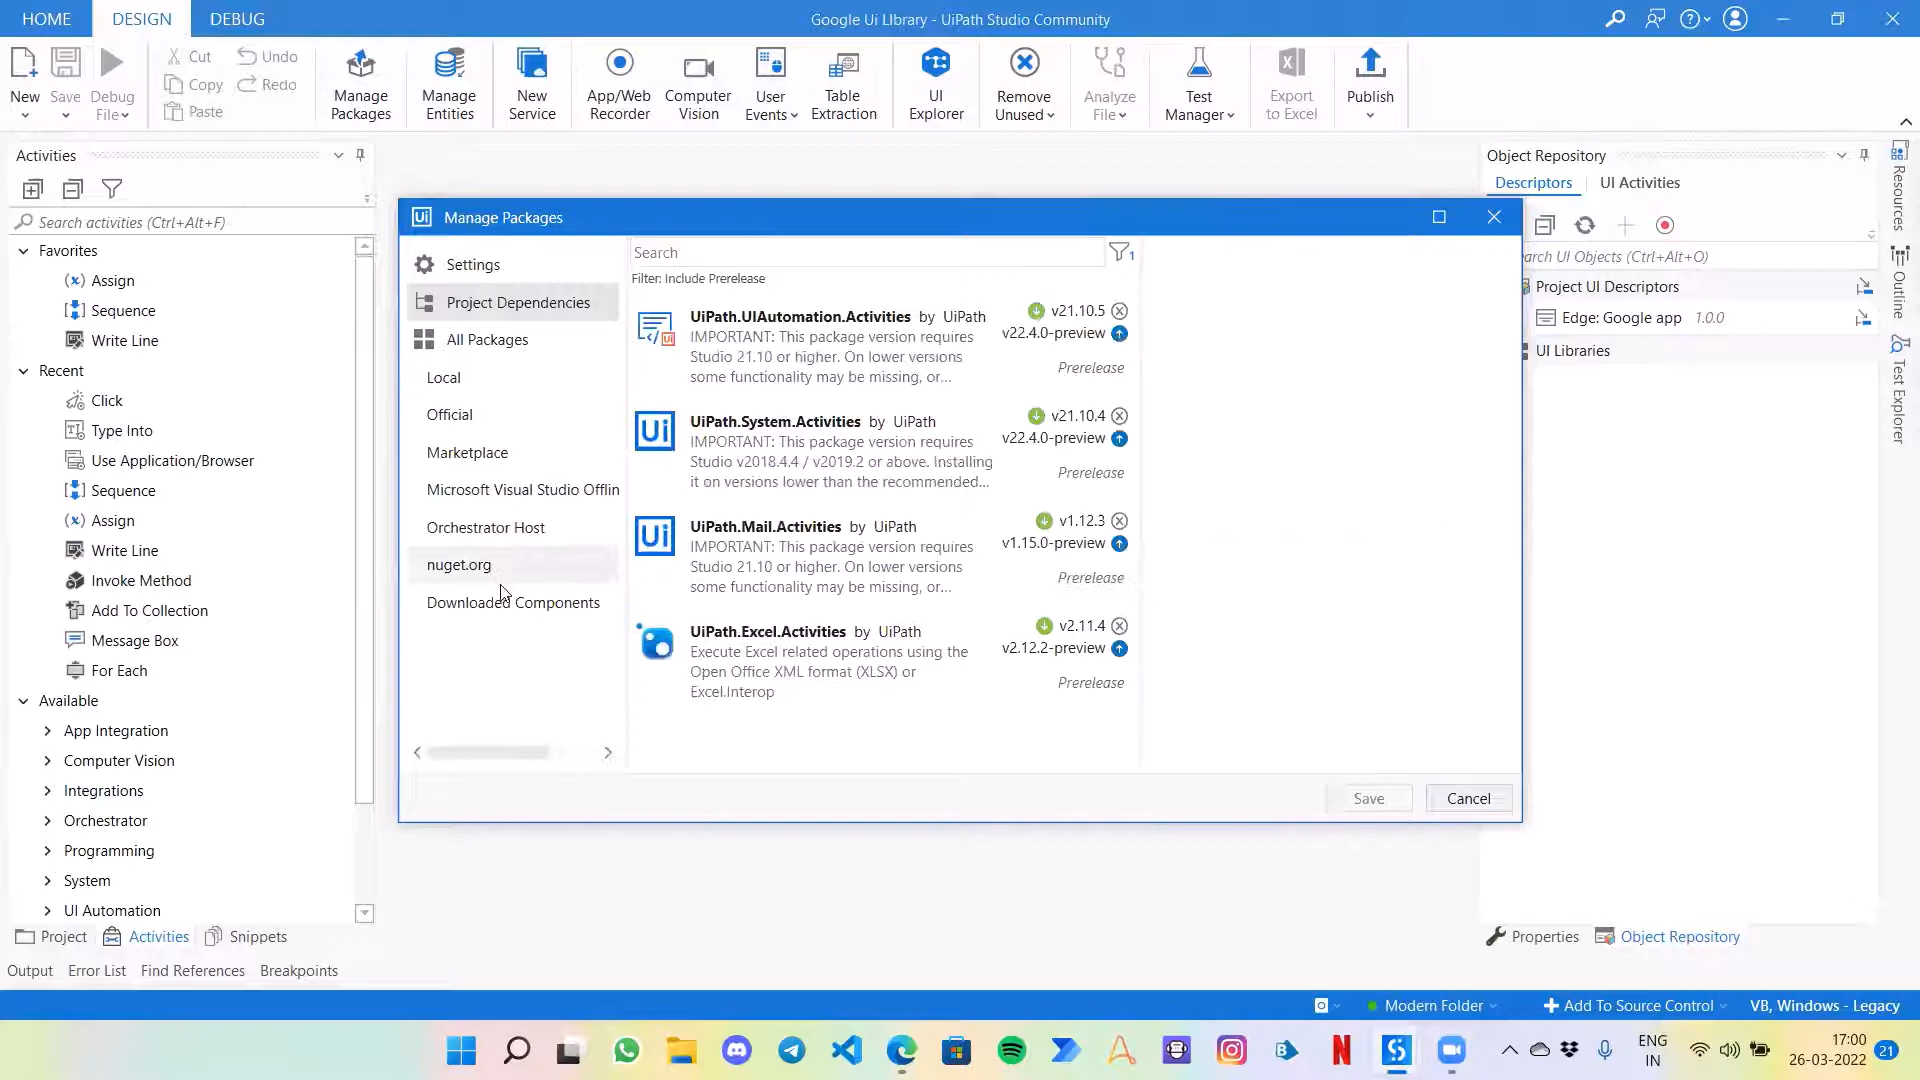 HOME DESIGN DEBUG Google Ui LIbrary - UiPath Studio Community
New Save Debug File
Cut Undo
Copy Redo
Paste
Manage Packages
Manage Entities
New Service
App/Web Recorder
Computer Vision
User Events
Table Extraction
UI Explorer
Remove Unused
Analyze File
Test Manager
Export to Excel
Publish
Activities
Search activities (Ctrl+Alt+F)
Favorites
Assign
Sequence
Write Line
Recent
Click
Type Into
Use Application/Browser
Sequence
Assign
Write Line
Invoke Method
Add To Collection
Message Box
For Each
Available
App Integration
Computer Vision
Integrations
Orchestrator
Programming
System
UI Automation
Project Activities Snippets
Output Error List Find References Breakpoints
Ui Manage Packages
Settings
Project Dependencies
All Packages
Local
Official
Marketplace
Microsoft Visual Studio Offlin
Orchestrator Host
nuget.org
Downloaded Components
Search
1
Filter: Include Prerelease
UiPath.UIAutomation.Activities by UiPath v21.10.5
IMPORTANT: This package version requires v22.4.0-preview
Studio 21.10 or higher. On lower versions
some functionality may be missing, or... Prerelease
Ui UiPath.System.Activities by UiPath v21.10.4
IMPORTANT: This package version requires v22.4.0-preview
Studio v2018.4.4 / v2019.2 or above. Installing
it on versions lower than the recommended... Prerelease
Ui UiPath.Mail.Activities by UiPath v1.12.3
IMPORTANT: This package version requires v1.15.0-preview
Studio 21.10 or higher. On lower versions
some functionality may be missing, or... Prerelease
UiPath.Excel.Activities by UiPath v2.11.4
Execute Excel related operations using the v2.12.2-preview
Open Office XML format (XLSX) or
Excel.Interop Prerelease
Save Cancel
Object Repository
Descriptors UI Activities
arch UI Objects (Ctrl+Alt+O)
Project UI Descriptors
Edge: Google app 1.0.0
UI Libraries
Properties Object Repository
Resources
Outline
Test Explorer
Modern Folder Add To Source Control VB, Windows - Legacy
ENG IN
17:00
26-03-2022
21